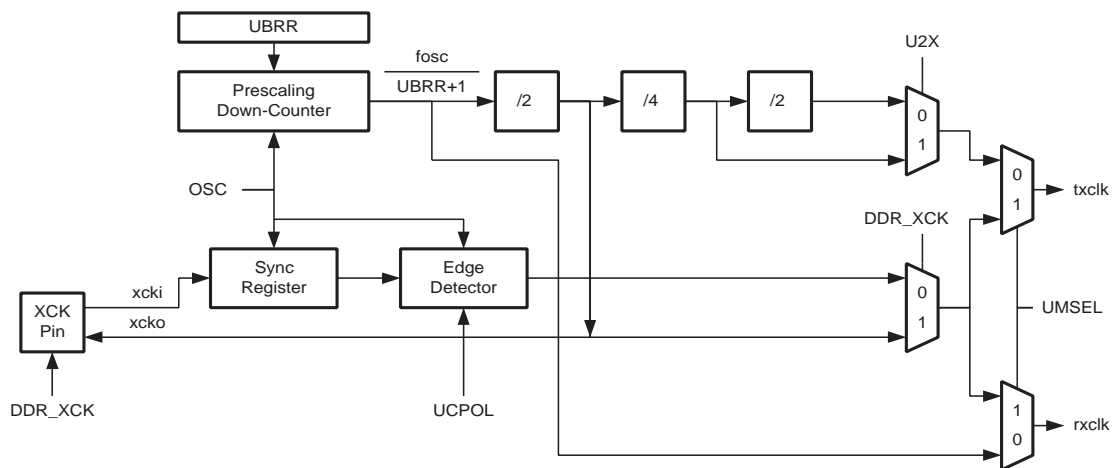 UBRR
Prescaling
Down-Counter
fosc
UBRR+1
/2
/4
/2
U2X
0
1
OSC
DDR_XCK
0
1
txclk
Sync
Register
Edge
Detector
0
1
UMSEL
XCK
Pin
xcki
xcko
DDR_XCK
UCPOL
1
0
rxclk